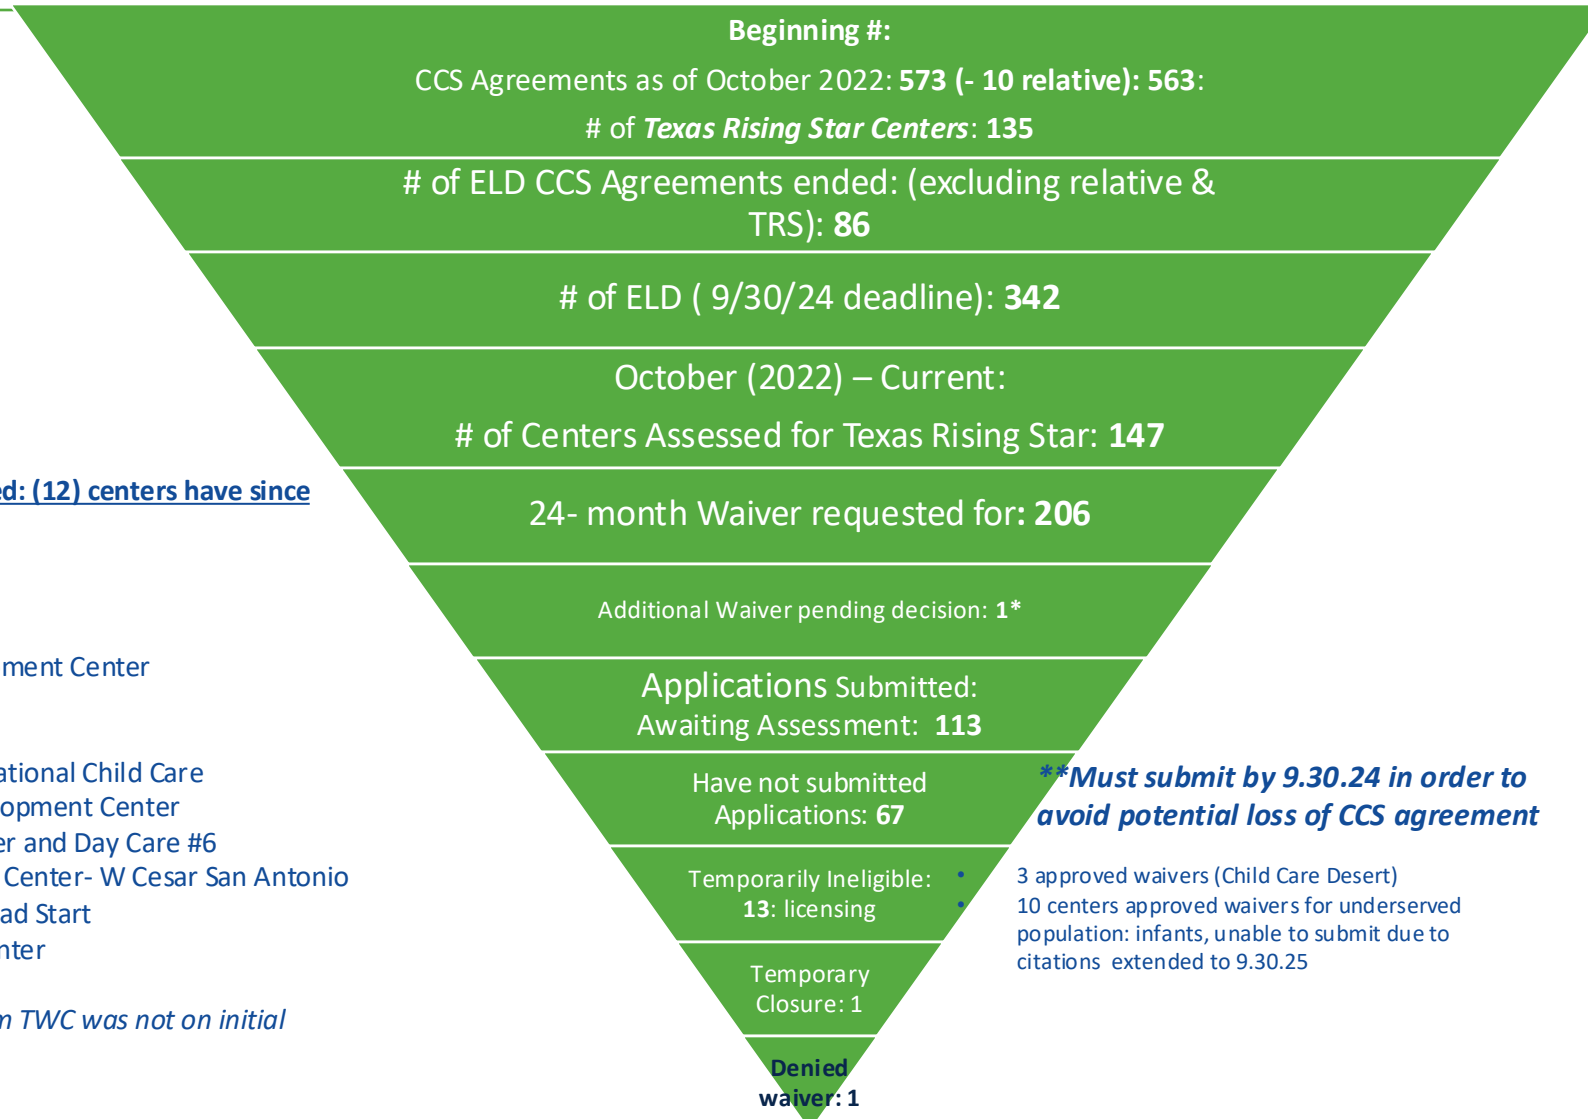 Beginning #:
CCS Agreements as of October 2022: 573 (- 10 relative): 563:
# of Texas Rising Star Centers: 135
# of ELD CCS Agreements ended: (excluding relative &
TRS): 86
# of ELD ( 9/30/24 deadline): 342
October (2022) – Current:
# of Centers Assessed for Texas Rising Star: 147
24- month Waiver requested for: 206
Additional Waiver pending decision: 1*
Applications Submitted:
Awaiting Assessment: 113
Have not submitted
Applications: 67
Temporarily Ineligible:
13: licensing
Temporary
Closure: 1
Denied
waiver: 1
ed: (12) centers have since
ment Center
ational Child Care
opment Center
er and Day Care #6
Center- W Cesar San Antonio
ad Start
nter
m TWC was not on initial
**Must submit by 9.30.24 in order to
avoid potential loss of CCS agreement
• 3 approved waivers (Child Care Desert)
• 10 centers approved waivers for underserved
population: infants, unable to submit due to
citations extended to 9.30.25